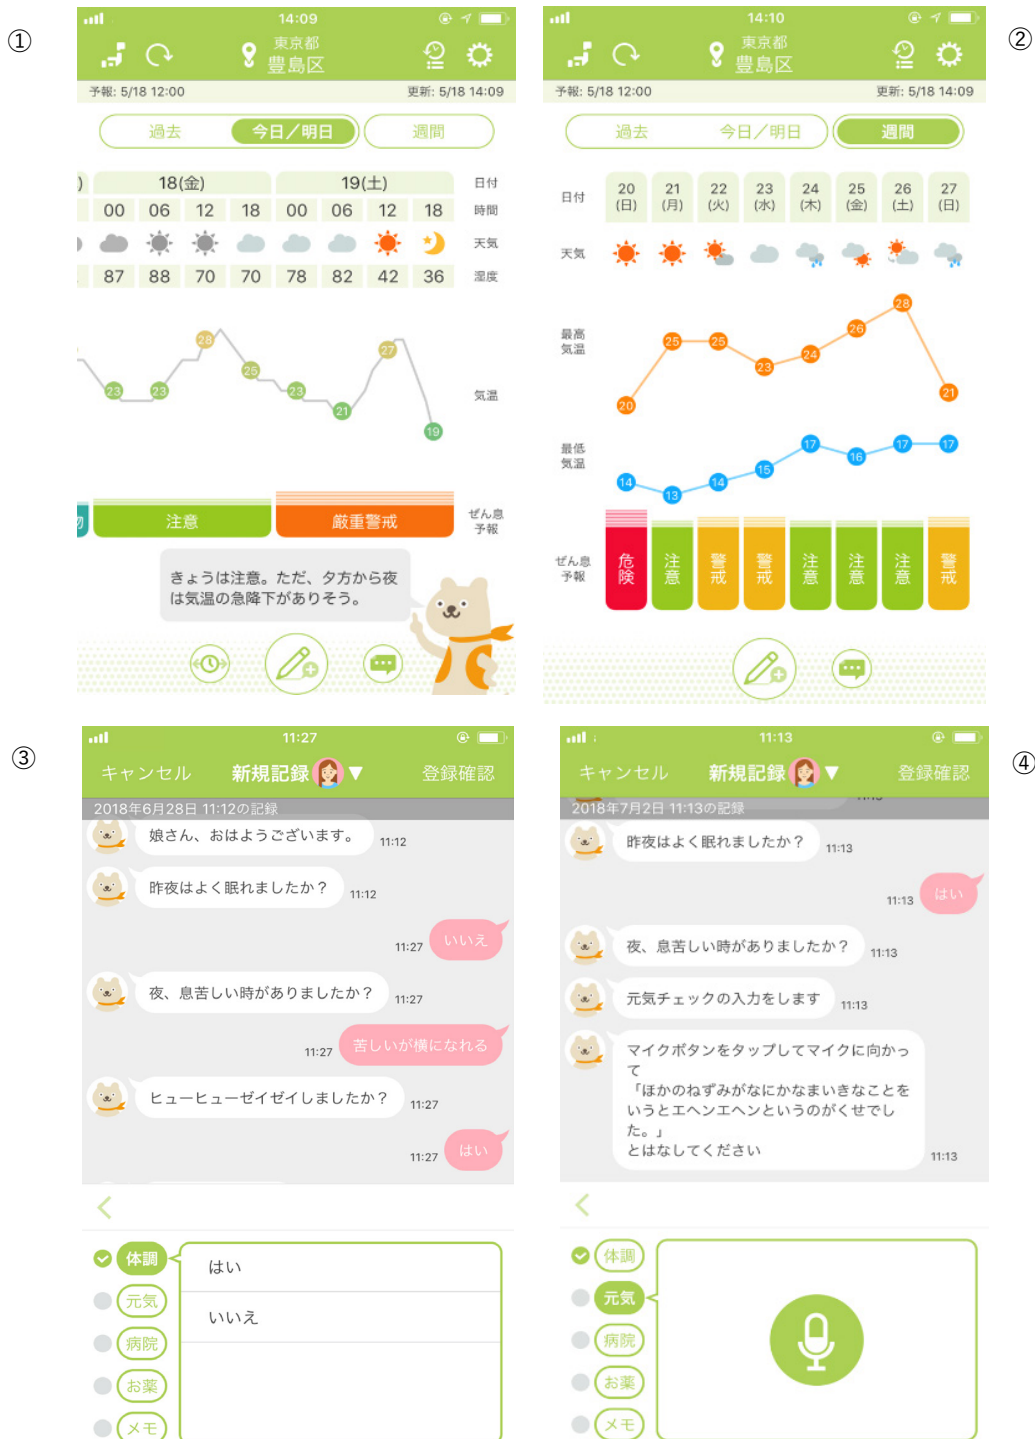 ①
14:09
東京都
豊島区
予報: 5/18 12:00
更新: 5/18 14:09
過去
今日／明日
週間
)
18(金)
19(土)
日付
00 06 12 18 00 06 12 18
時間
天気
87 88 70 70 78 82 42 36
湿度
28
27
25
23
23
23
21
19
気温
注意
厳重警戒
ぜん息
予報
きょうは注意。ただ、夕方から夜
は気温の急降下がありそう。
②
14:10
東京都
豊島区
予報: 5/18 12:00
更新: 5/18 14:09
過去
今日／明日
週間
日付
20 21 22 23 24 25 26 27
(日) (月) (火) (水) (木) (金) (土) (日)
天気
最高
気温
20 25 25 23 24 26 28 21
最低
気温
14 13 14 15 17 16 17 17
ぜん息
予報
危険 注意 警戒 警戒 注意 注意 注意 警戒
③
11:27
キャンセル
新規記録 ▼
登録確認
2018年6月28日 11:12の記録
娘さん、おはようございます。
11:12
昨夜はよく眠れましたか？
11:12
11:27
いいえ
夜、息苦しい時がありましたか？
11:27
11:27
苦しいが横になれる
ヒューヒューゼイゼイしましたか？
11:27
11:27
はい
体調
元気
病院
お薬
メモ
はい
いいえ
④
11:13
キャンセル
新規記録 ▼
登録確認
2018年7月2日 11:13の記録
昨夜はよく眠れましたか？
11:13
11:13
はい
夜、息苦しい時がありましたか？
11:13
元気チェックの入力をします
11:13
マイクボタンをタップしてマイクに向かっ
て
「ほかのねずみがなにかなまいきなことを
いうとエヘンエヘンというのがくせでし
た。」
とはなしてください
11:13
体調
元気
病院
お薬
メモ